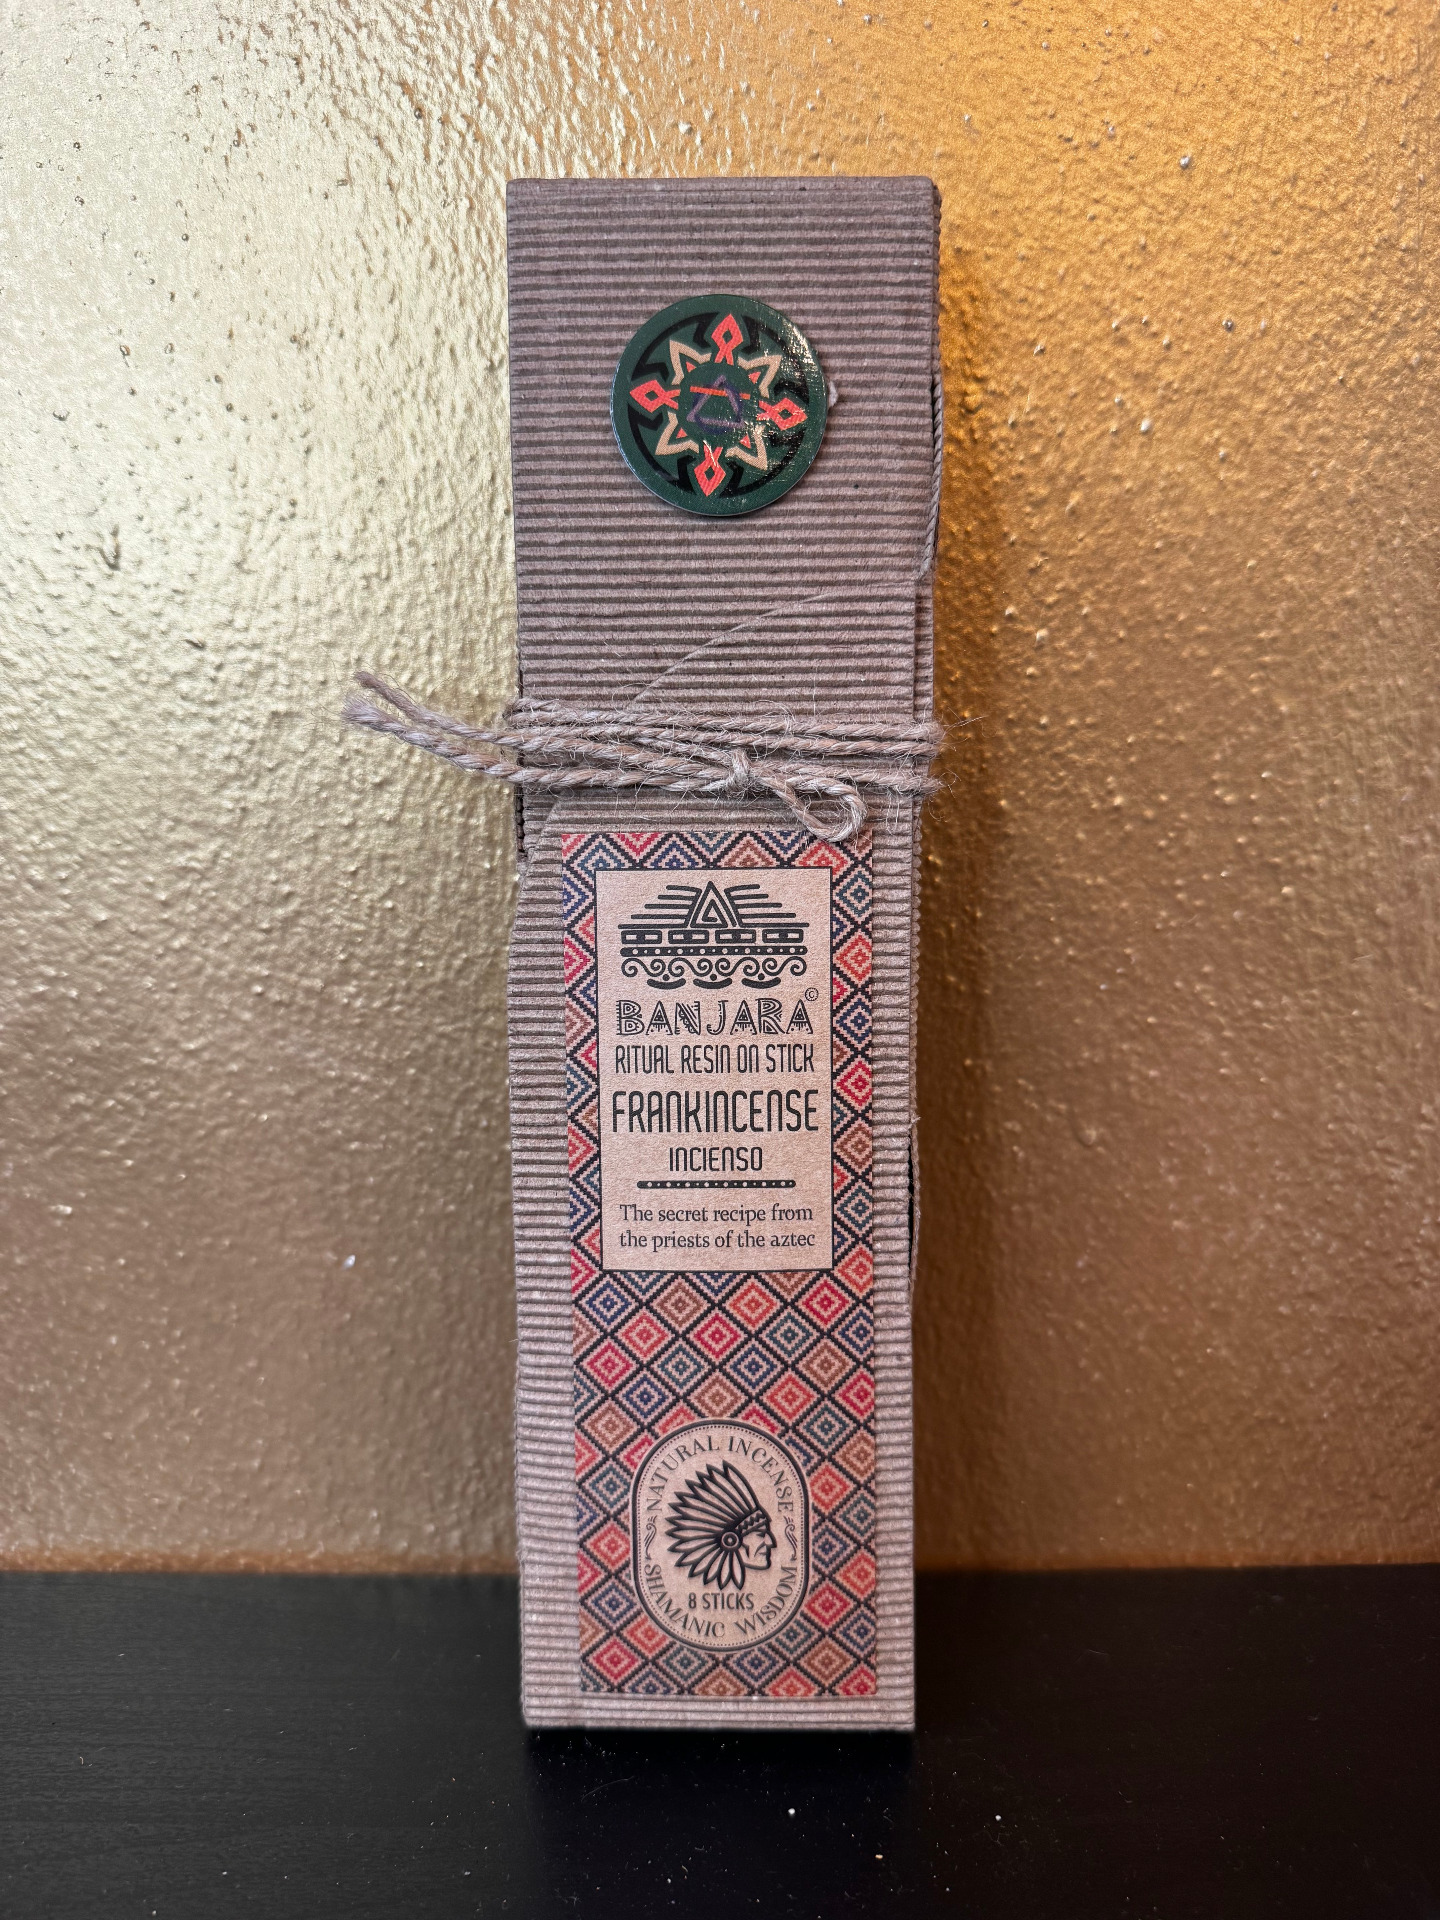 BANJARA©
RITUAL RESIN ON STICK
FRANKINCENSE
INCIENSO
The secret recipe from
the priests of the aztec
NATURAL INCENSE
8 STICKS
SHAMANIC WISDOM